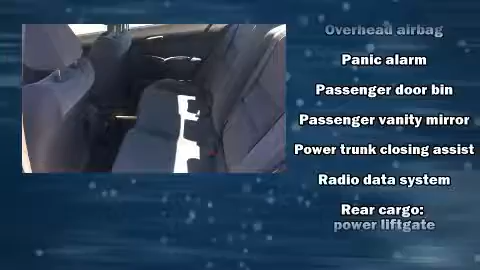 Overhead airbag
Panic alarm
Passenger door bin
Passenger vanity mirror
Power trunk closing assist
Radio data system
Rear cargo:
power liftgate